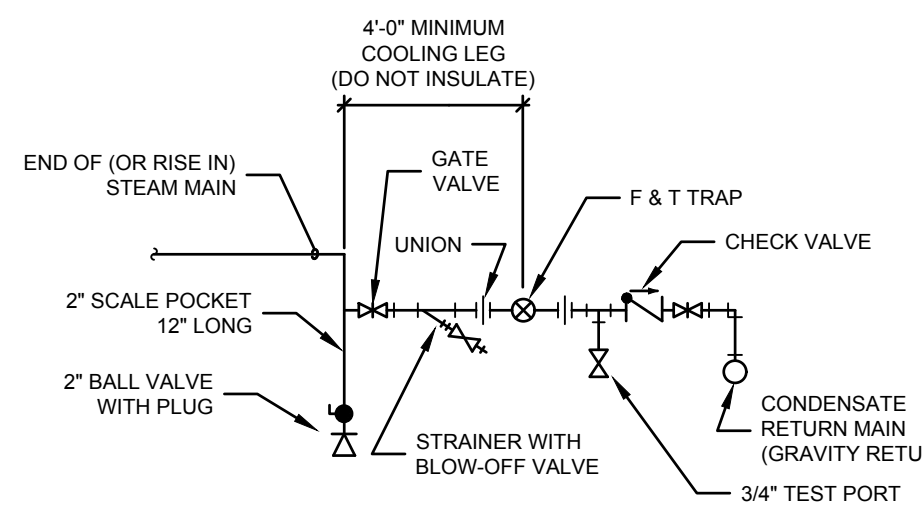 4'-0" MINIMUM
COOLING LEG
(DO NOT INSULATE)
END OF (OR RISE IN)
STEAM MAIN
GATE
VALVE
F & T TRAP
UNION
CHECK VALVE
2" SCALE POCKET
12" LONG
2" BALL VALVE
WITH PLUG
STRAINER WITH
BLOW-OFF VALVE
CONDENSATE
RETURN MAIN
(GRAVITY RETU
3/4" TEST PORT